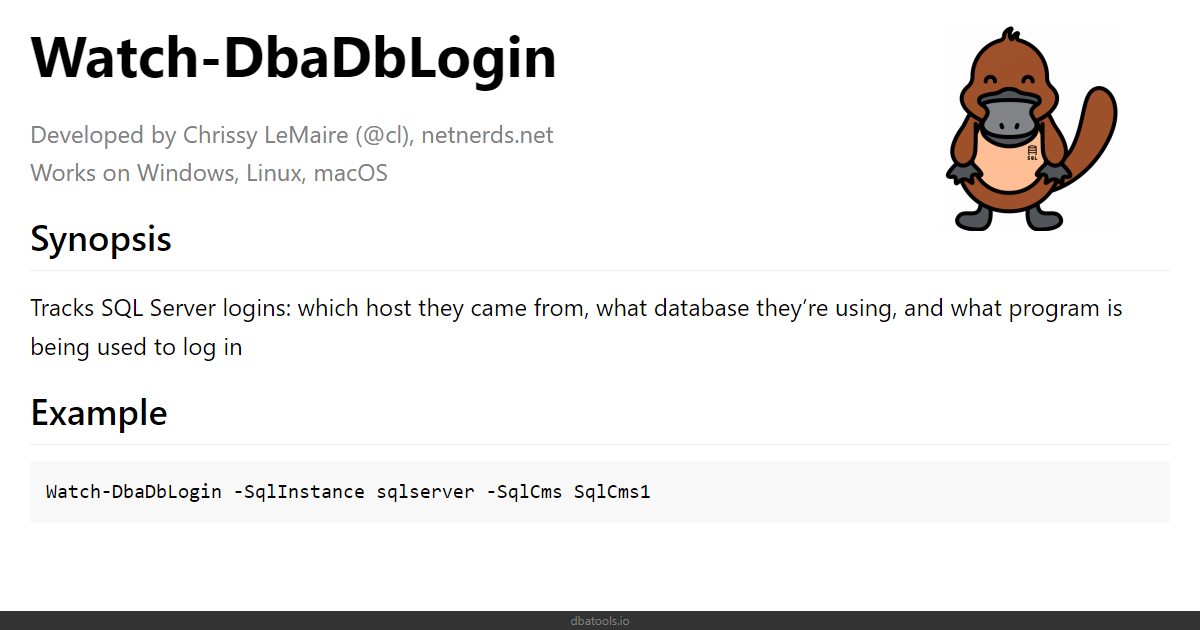 Watch-DbaDbLogin
Developed by Chrissy LeMaire (@cl), netnerds.net
Works on Windows, Linux, macOS
SQL
Synopsis
Tracks SQL Server logins: which host they came from, what database they’re using, and what program is
being used to log in
Example
Watch-DbaDbLogin -SqlInstance sqlserver -SqlCms SqlCms1
dbatools.io